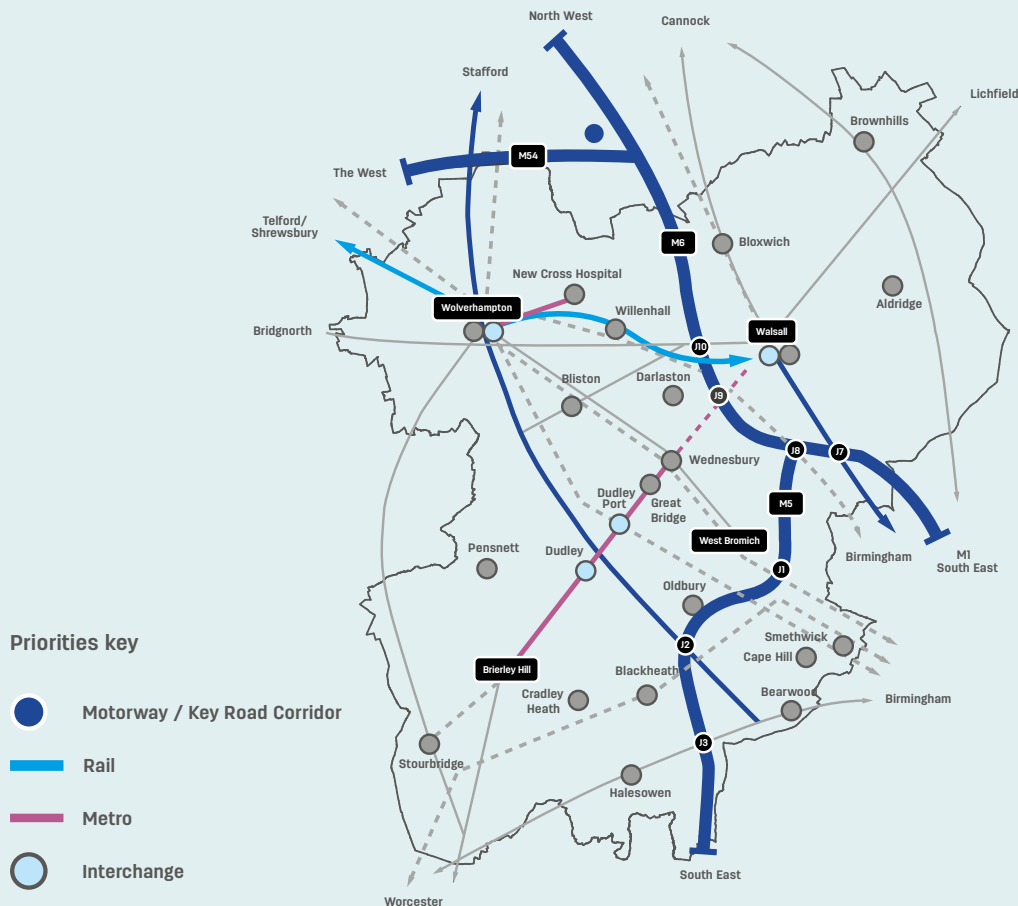 North West
Cannock
Stafford
Lichfield
Brownhills
M54
The West
Telford/
Shrewsbury
M6
Bloxwich
New Cross Hospital
Aldridge
Wolverhampton
Willenhall
Bridgnorth
Walsall
J10
Bliston
Darlaston
J9
Wednesbury
J8
J7
Dudley
Port
Great
Bridge
M5
West Bromich
Pensnett
Dudley
Birmingham
M1
South East
J1
Oldbury
Smethwick
Cape Hill
J2
Brierley Hill
Blackheath
Cradley
Heath
Bearwood
Birmingham
J3
Stourbridge
Halesowen
South East
Worcester
Priorities key
Motorway / Key Road Corridor
Rail
Metro
Interchange